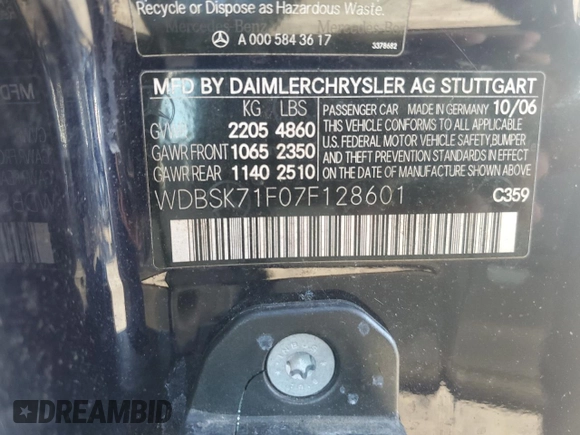 Recycle or Dispose as Hazardous Waste.
A 000 584 36 17
3378682
MFD BY DAIMLERCHRYSLER AG STUTTGART
KG LBS
PASSENGER CAR MADE IN GERMANY 10/06
GVWR 2205 4860
THIS VEHICLE CONFORMS TO ALL APPLICABLE
GAWR FRONT 1065 2350
U.S. FEDERAL MOTOR VEHICLE SAFETY, BUMPER
GAWR REAR 1140 2510
AND THEFT PREVENTION STANDARDS IN EFFECT
ON THE DATE OF MANUFACTURE SHOWN ABOVE
WDBSK71F07F128601
C359
DREAMBID